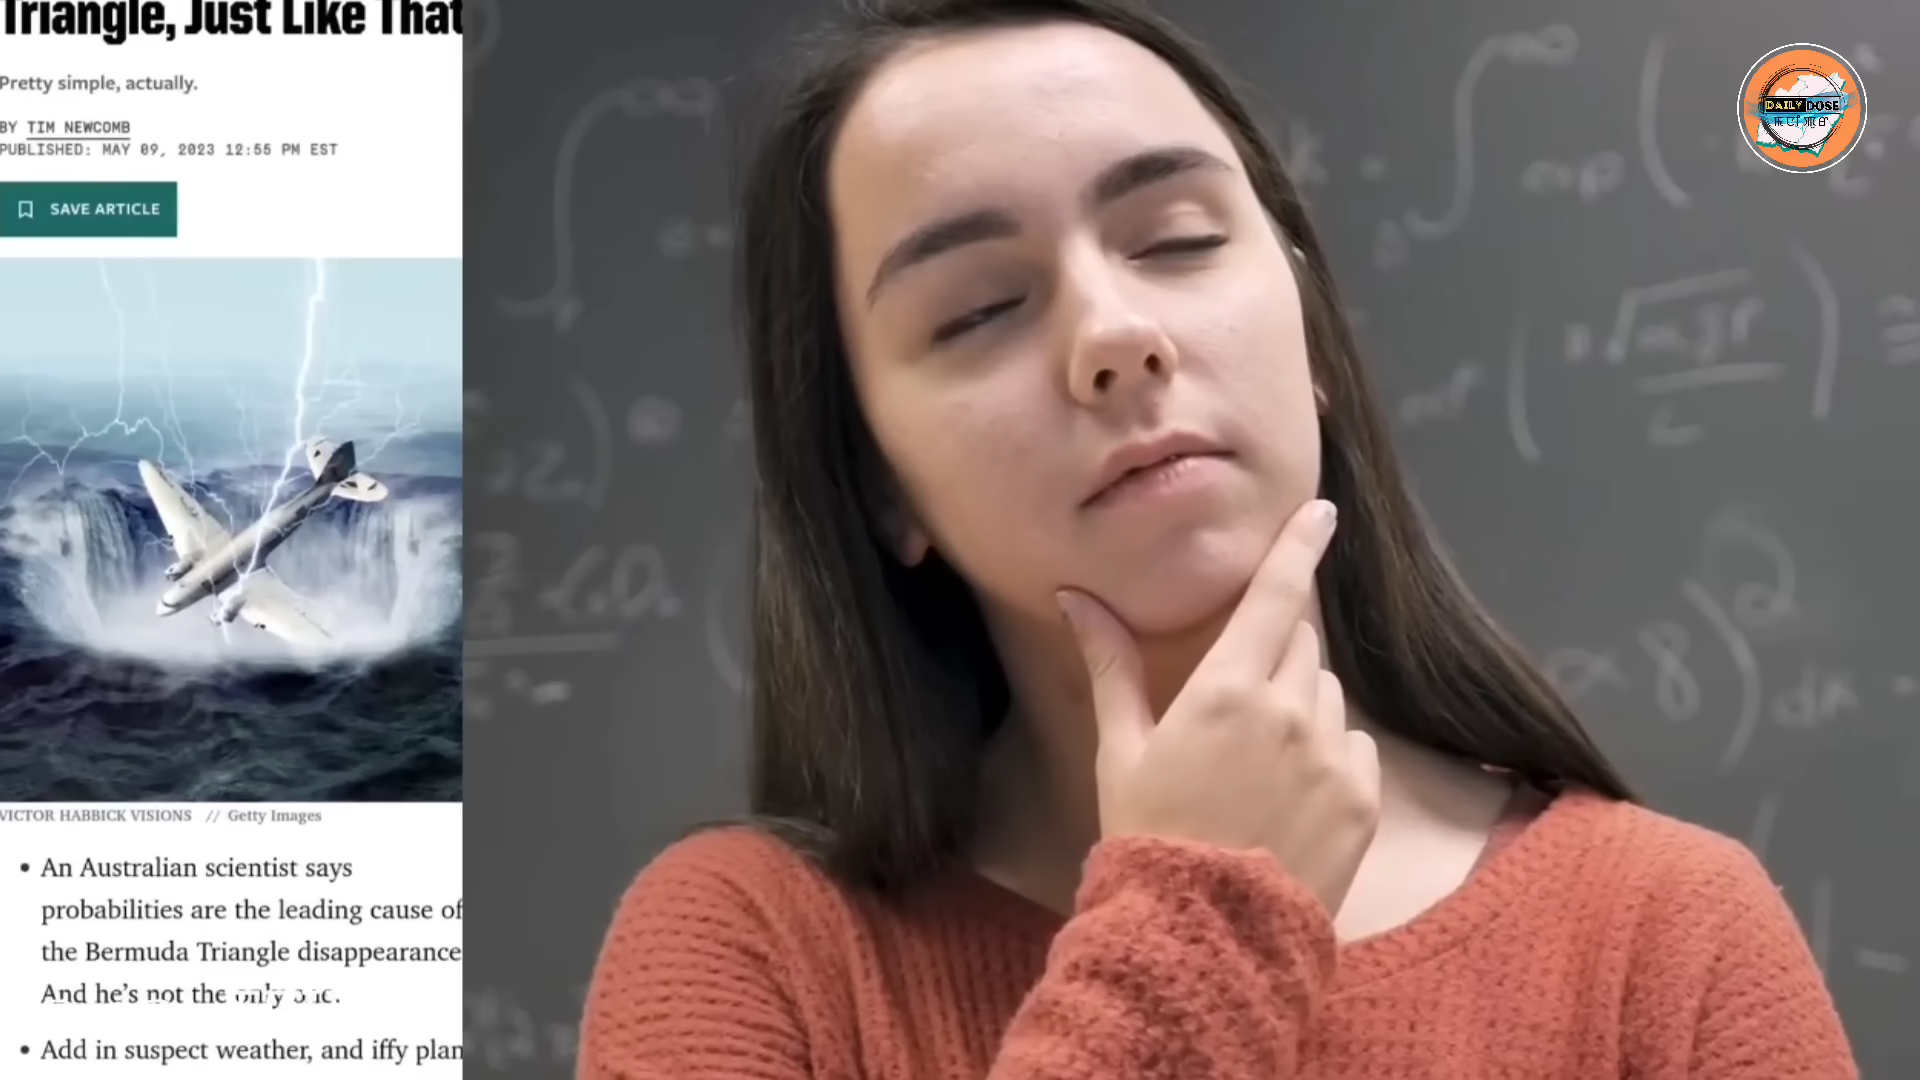 Triangle, Just Like That
Pretty simple, actually.
BY TIM NEWCOMB
PUBLISHED: MAY 09, 2023 12:55 PM EST
SAVE ARTICLE
VICTOR HABBICK VISIONS // Getty Images
• An Australian scientist says
probabilities are the leading cause of
the Bermuda Triangle disappearance
And he's not the only one.
• Add in suspect weather, and iffy plan
DAILY DOSE